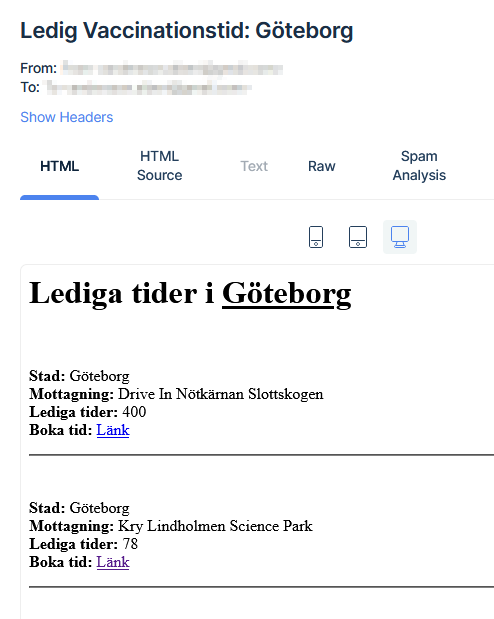 Ledig Vaccinationstid: Göteborg
From:
To:
Show Headers
HTML
HTML
Source
Text
Raw
Spam
Analysis
Lediga tider i Göteborg
Stad: Göteborg
Mottagning: Drive In Nötkärnan Slottskogen
Lediga tider: 400
Boka tid: Länk
Stad: Göteborg
Mottagning: Kry Lindholmen Science Park
Lediga tider: 78
Boka tid: Länk